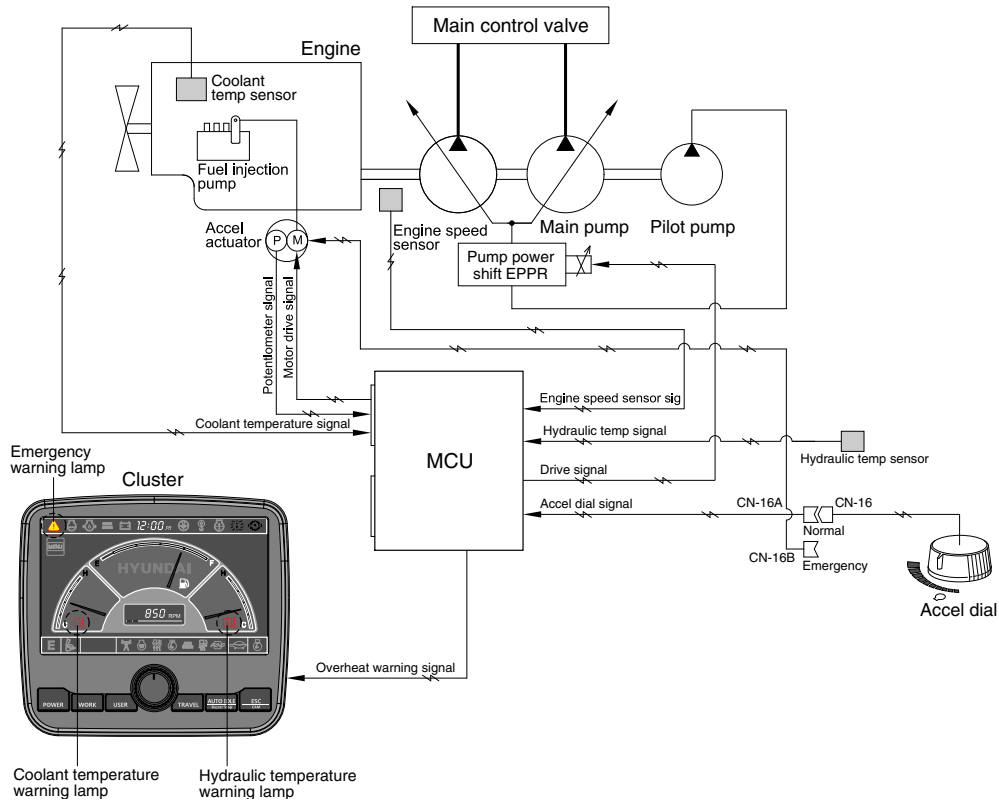 Main control valve
Engine
Coolant
temp sensor
Fuel injection
pump
Accel
actuator
P
M
Engine speed
sensor
Main pump
Pilot pump
Pump power
shift EPPR
Potentiometer signal
Motor drive signal
Coolant temperature signal
MCU
Engine speed sensor sig
Hydraulic temp signal
Hydraulic temp sensor
Drive signal
Accel dial signal
CN-16A
CN-16
Normal
CN-16B
Emergency
Accel dial
Emergency
warning lamp
Cluster
12:00
MENU
HYUNDAI
E
F
H
H
C
C
850 RPM
E
POWER
WORK
USER
TRAVEL
AUTO IDLE
ESC
CAM
Overheat warning signal
Coolant temperature
warning lamp
Hydraulic temperature
warning lamp